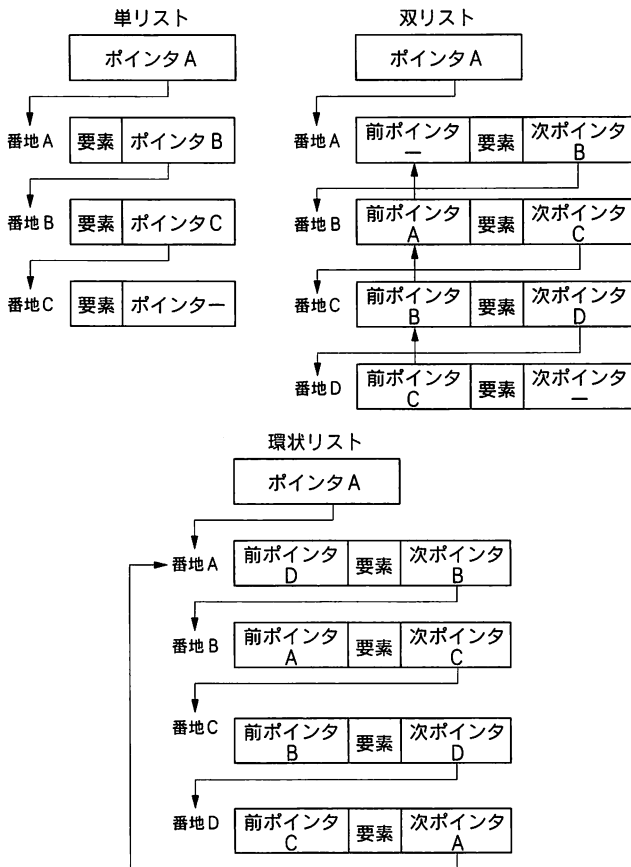 単リスト
ポインタA
番地A 要素 ポインタB
番地B 要素 ポインタC
番地C 要素 ポインター
双リスト
ポインタA
番地A 前ポインタ ー 要素 次ポインタ B
番地B 前ポインタ A 要素 次ポインタ C
番地C 前ポインタ B 要素 次ポインタ D
番地D 前ポインタ C 要素 次ポインタ ー
環状リスト
ポインタA
番地A 前ポインタ D 要素 次ポインタ B
番地B 前ポインタ A 要素 次ポインタ C
番地C 前ポインタ B 要素 次ポインタ D
番地D 前ポインタ C 要素 次ポインタ A